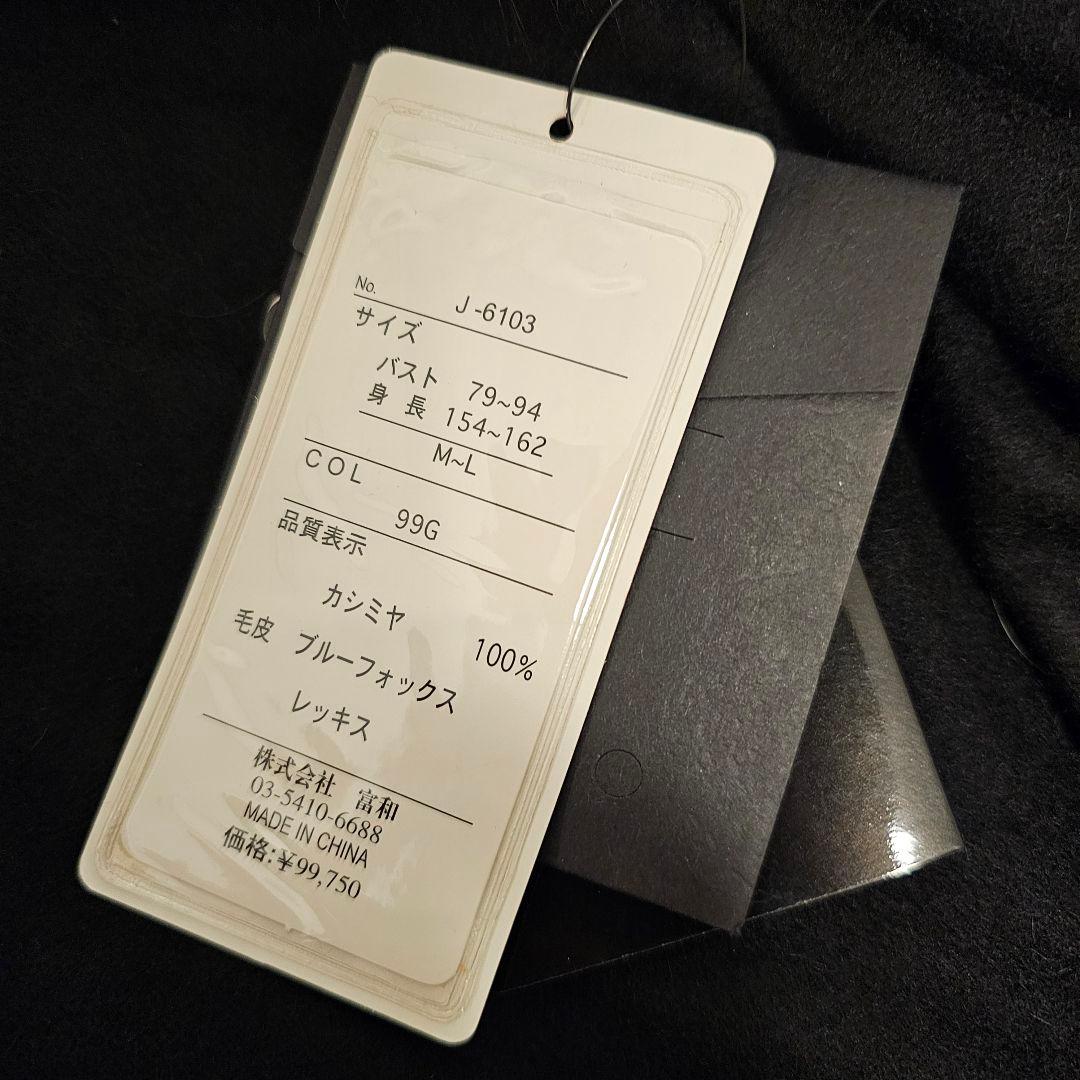 No. J-6103
サイズ
バスト 79~94
身長 154~162
M~L
COL
99G
品質表示
カシミヤ 100%
毛皮 ブルーフォックス
レッキス
株式会社 富和
03-5410-6688
MADE IN CHINA
価格:¥99,750